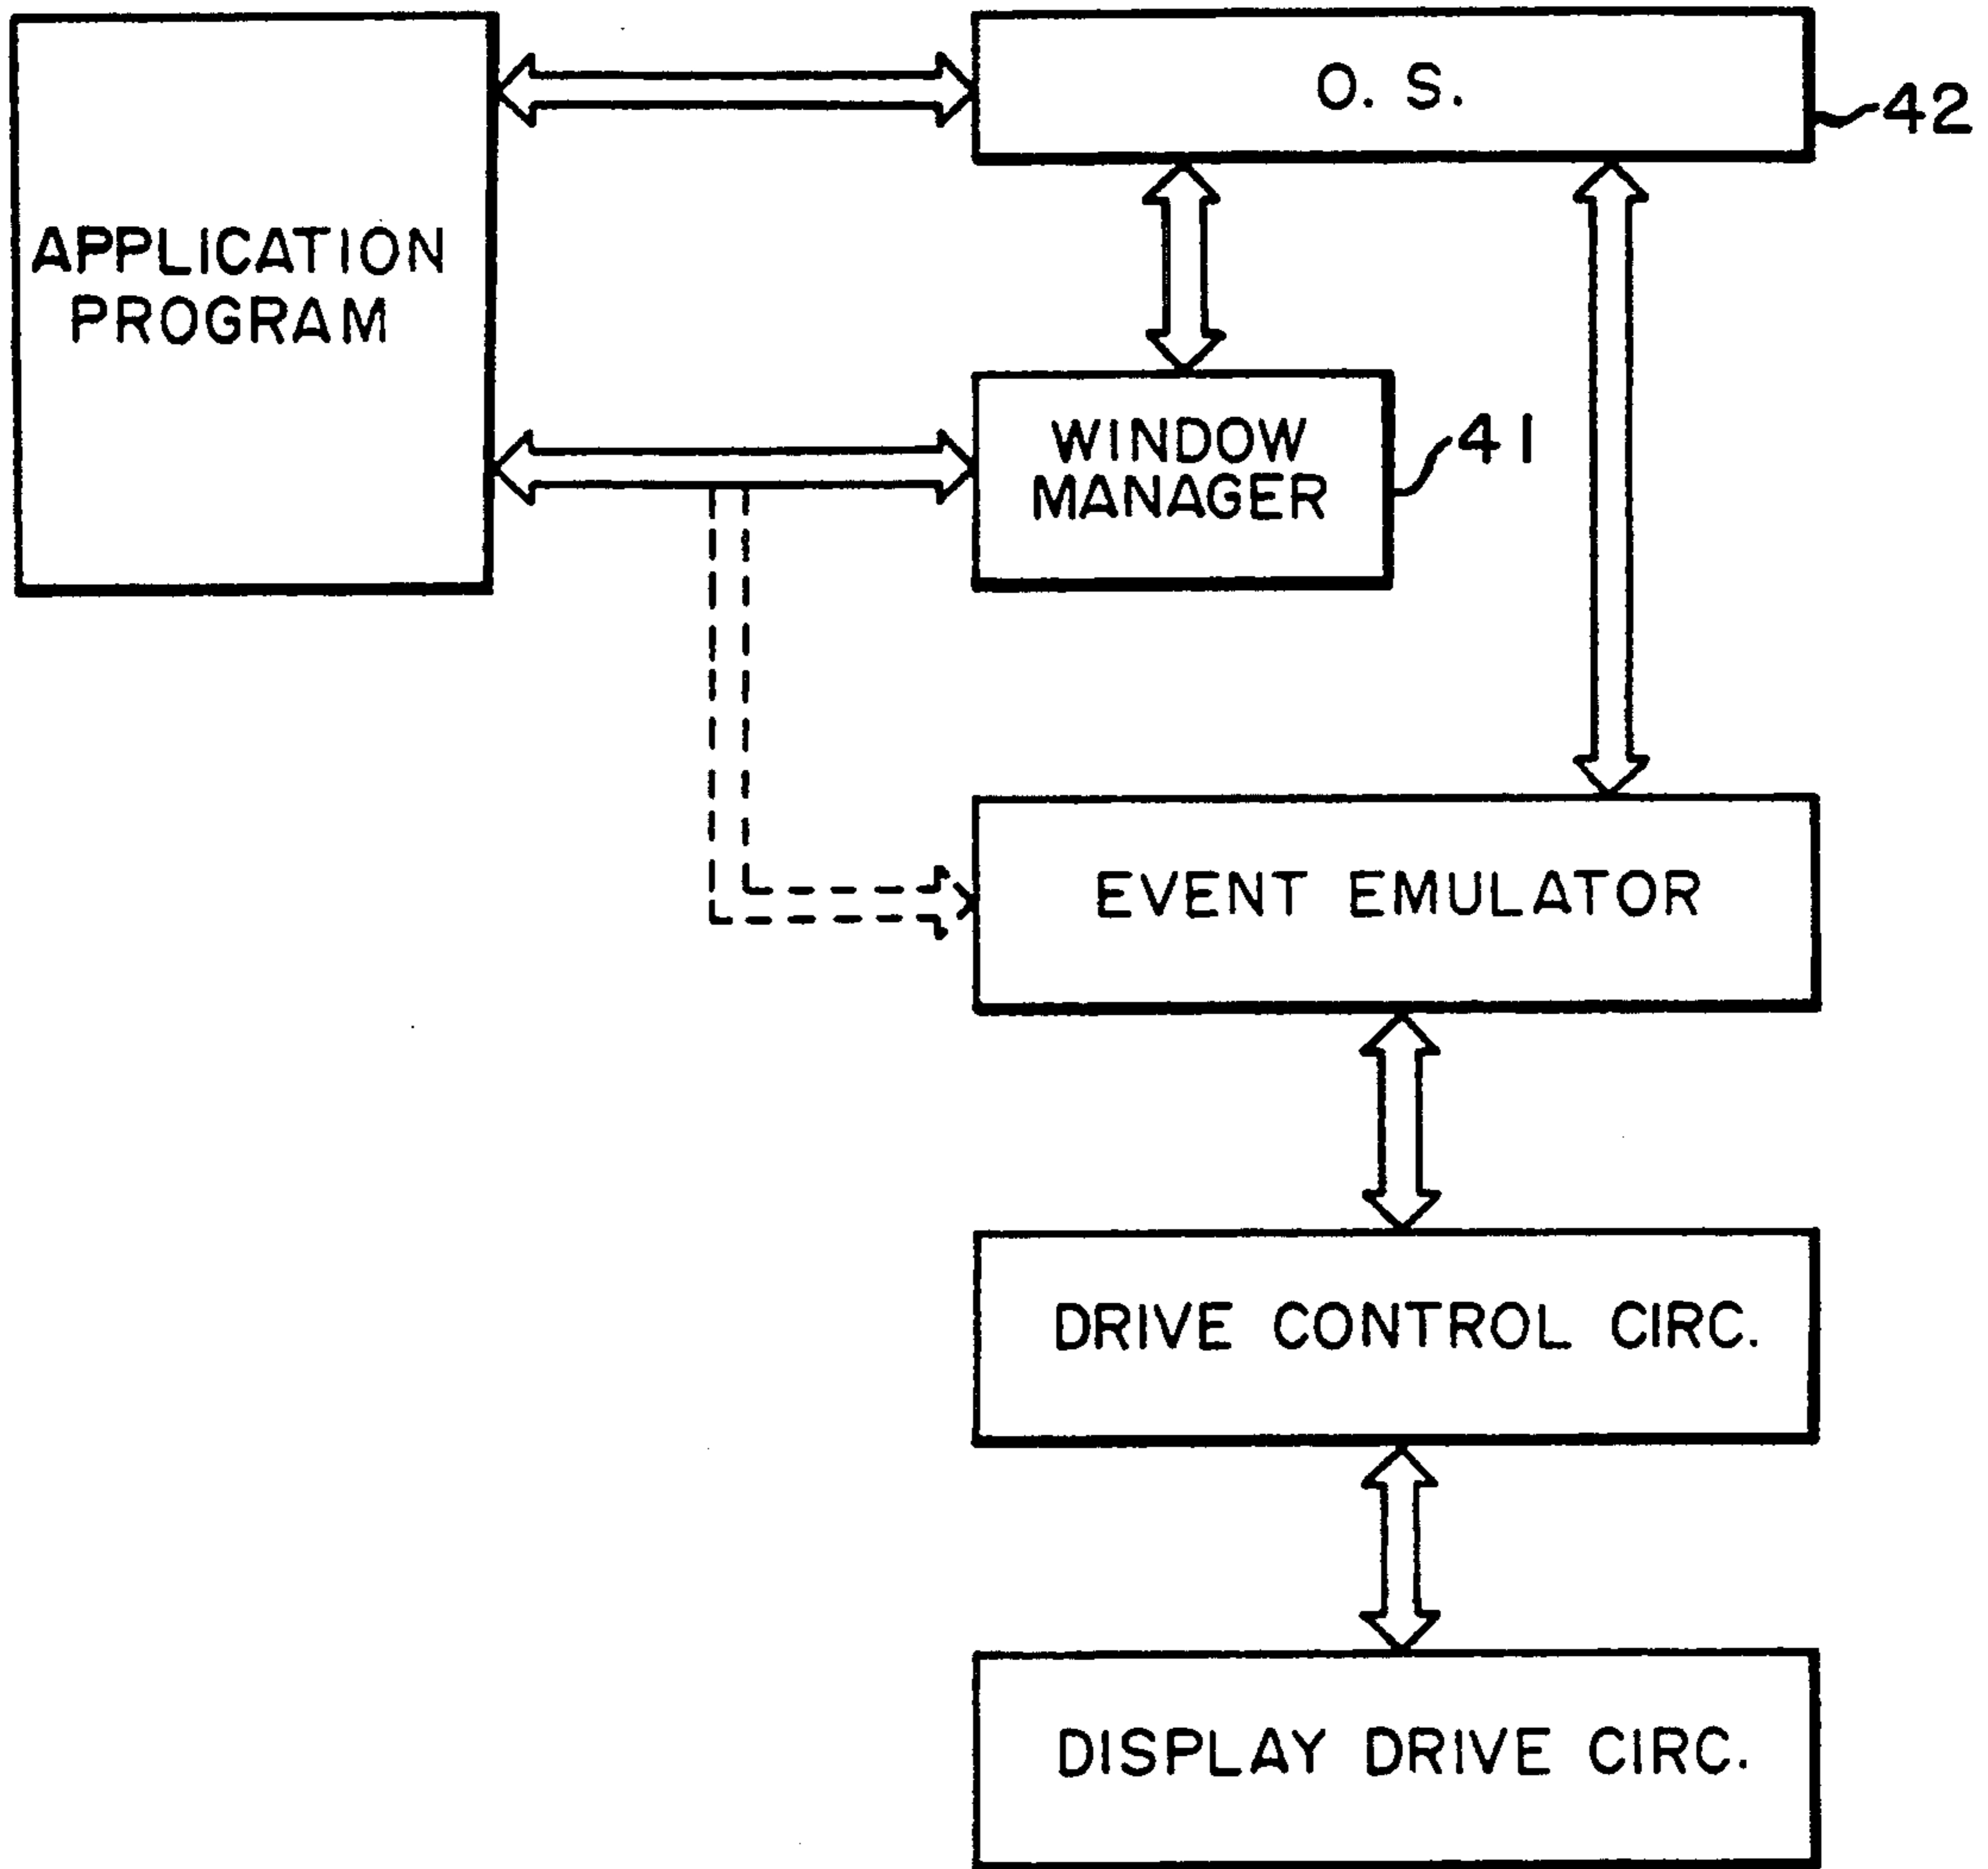 O. S.
42
APPLICATION
PROGRAM
WINDOW
MANAGER
41
EVENT EMULATOR
DRIVE CONTROL CIRC.
DISPLAY DRIVE CIRC.